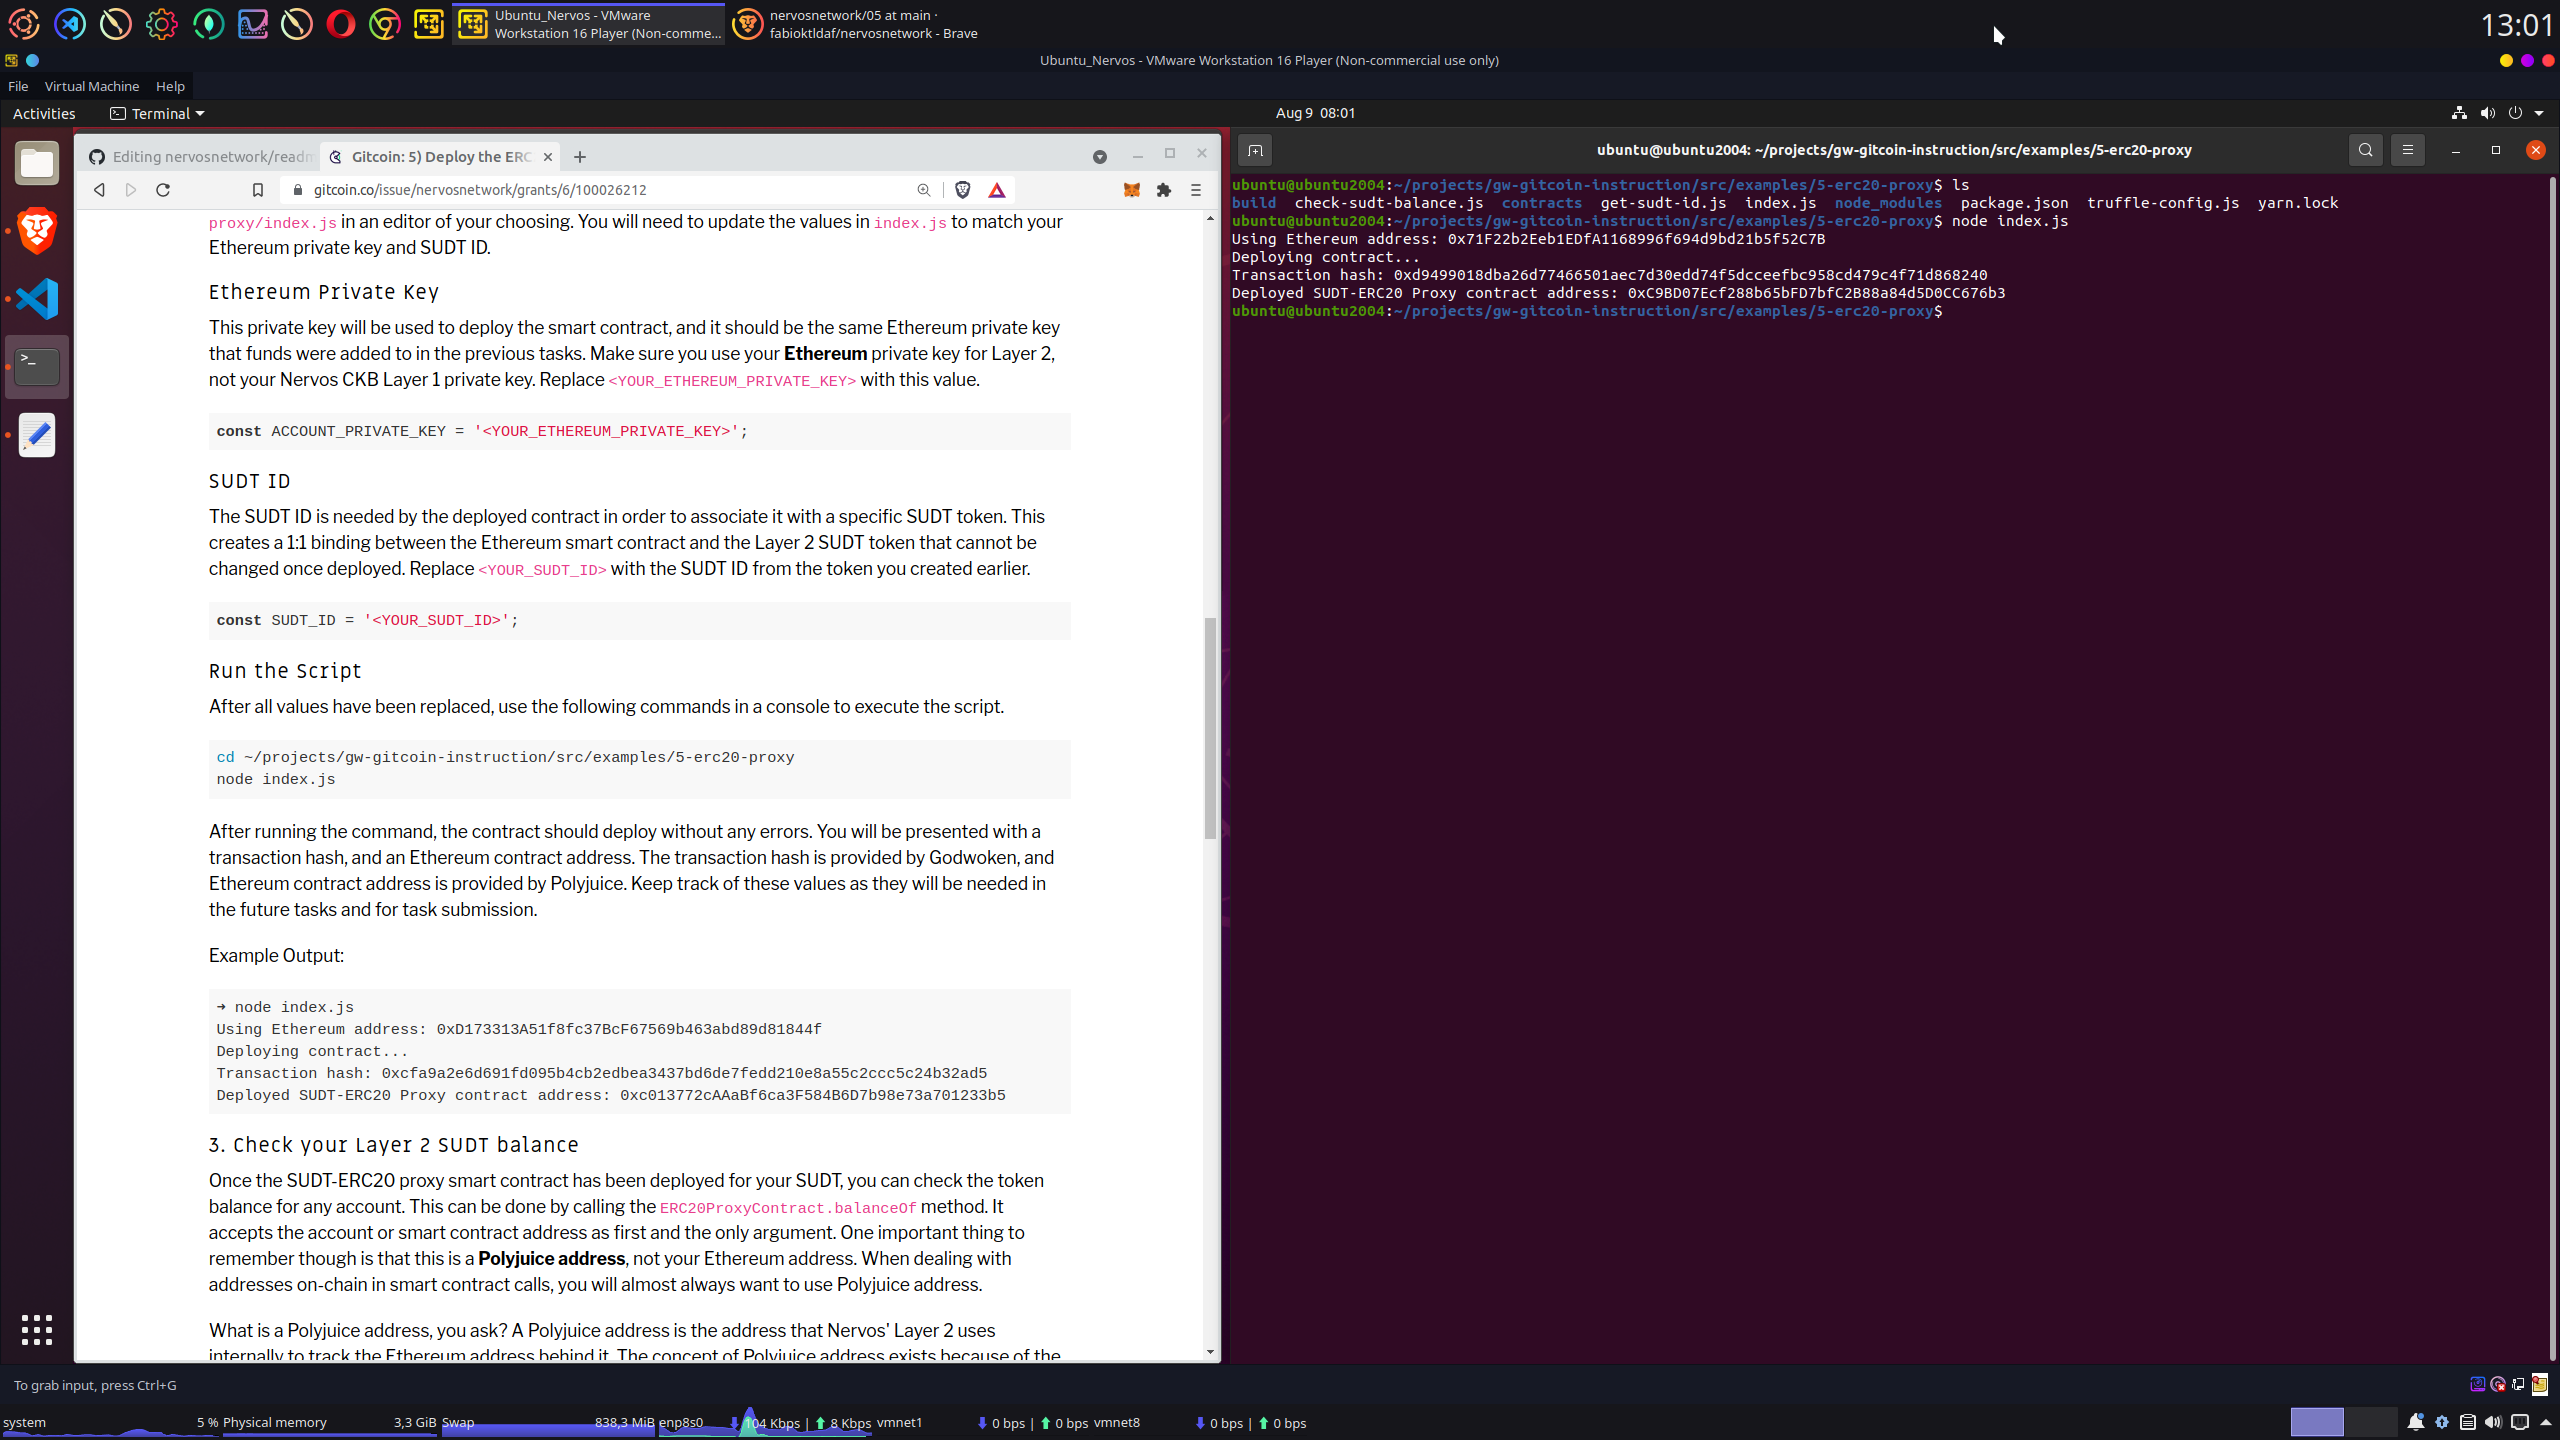 Ubuntu_Nervos - VMware
Workstation 16 Player (Non-comme...
nervosnetwork/05 at main ·
fabioktldaf/nervosnetwork - Brave
13:01
Ubuntu_Nervos - VMware Workstation 16 Player (Non-commercial use only)
File Virtual Machine Help
Activities Terminal Aug 9 08:01
Editing nervosnetwork/readm
Gitcoin: 5) Deploy the ERC
gitcoin.co/issue/nervosnetwork/grants/6/100026212
proxy/index.js in an editor of your choosing. You will need to update the values in index.js to match your
Ethereum private key and SUDT ID.
Ethereum Private Key
This private key will be used to deploy the smart contract, and it should be the same Ethereum private key
that funds were added to in the previous tasks. Make sure you use your Ethereum private key for Layer 2,
not your Nervos CKB Layer 1 private key. Replace <YOUR_ETHEREUM_PRIVATE_KEY> with this value.
const ACCOUNT_PRIVATE_KEY = '<YOUR_ETHEREUM_PRIVATE_KEY>';
SUDT ID
The SUDT ID is needed by the deployed contract in order to associate it with a specific SUDT token. This
creates a 1:1 binding between the Ethereum smart contract and the Layer 2 SUDT token that cannot be
changed once deployed. Replace <YOUR_SUDT_ID> with the SUDT ID from the token you created earlier.
const SUDT_ID = '<YOUR_SUDT_ID>';
Run the Script
After all values have been replaced, use the following commands in a console to execute the script.
cd ~/projects/gw-gitcoin-instruction/src/examples/5-erc20-proxy
node index.js
After running the command, the contract should deploy without any errors. You will be presented with a
transaction hash, and an Ethereum contract address. The transaction hash is provided by Godwoken, and
Ethereum contract address is provided by Polyjuice. Keep track of these values as they will be needed in
the future tasks and for task submission.
Example Output:
➜ node index.js
Using Ethereum address: 0xD173313A51f8fc37BcF67569b463abd89d81844f
Deploying contract...
Transaction hash: 0xcfa9a2e6d691fd095b4cb2edbea3437bd6de7fedd210e8a55c2ccc5c24b32ad5
Deployed SUDT-ERC20 Proxy contract address: 0xc013772cAAaBf6ca3F584B6D7b98e73a701233b5
3. Check your Layer 2 SUDT balance
Once the SUDT-ERC20 proxy smart contract has been deployed for your SUDT, you can check the token
balance for any account. This can be done by calling the ERC20ProxyContract.balanceOf method. It
accepts the account or smart contract address as first and the only argument. One important thing to
remember though is that this is a Polyjuice address, not your Ethereum address. When dealing with
addresses on-chain in smart contract calls, you will almost always want to use Polyjuice address.
What is a Polyjuice address, you ask? A Polyjuice address is the address that Nervos' Layer 2 uses
internally to track the Ethereum address behind it. The concept of Polyjuice address exists because of the
ubuntu@ubuntu2004: ~/projects/gw-gitcoin-instruction/src/examples/5-erc20-proxy
ubuntu@ubuntu2004:~/projects/gw-gitcoin-instruction/src/examples/5-erc20-proxy$ ls
build check-sudt-balance.js contracts get-sudt-id.js index.js node_modules package.json truffle-config.js yarn.lock
ubuntu@ubuntu2004:~/projects/gw-gitcoin-instruction/src/examples/5-erc20-proxy$ node index.js
Using Ethereum address: 0x71F22b2Eeb1EDfA1168996f694d9bd21b5f52C7B
Deploying contract...
Transaction hash: 0xd9499018dba26d77466501aec7d30edd74f5dcceefbc958cd479c4f71d868240
Deployed SUDT-ERC20 Proxy contract address: 0xC9BD07Ecf288b65bFD7bfC2B88a84d5D0CC676b3
ubuntu@ubuntu2004:~/projects/gw-gitcoin-instruction/src/examples/5-erc20-proxy$
To grab input, press Ctrl+G
system 5 % Physical memory 3,3 GiB Swap 838,3 MiB enp8s0 104 Kbps | 8 Kbps vmnet1 0 bps | 0 bps vmnet8 0 bps | 0 bps